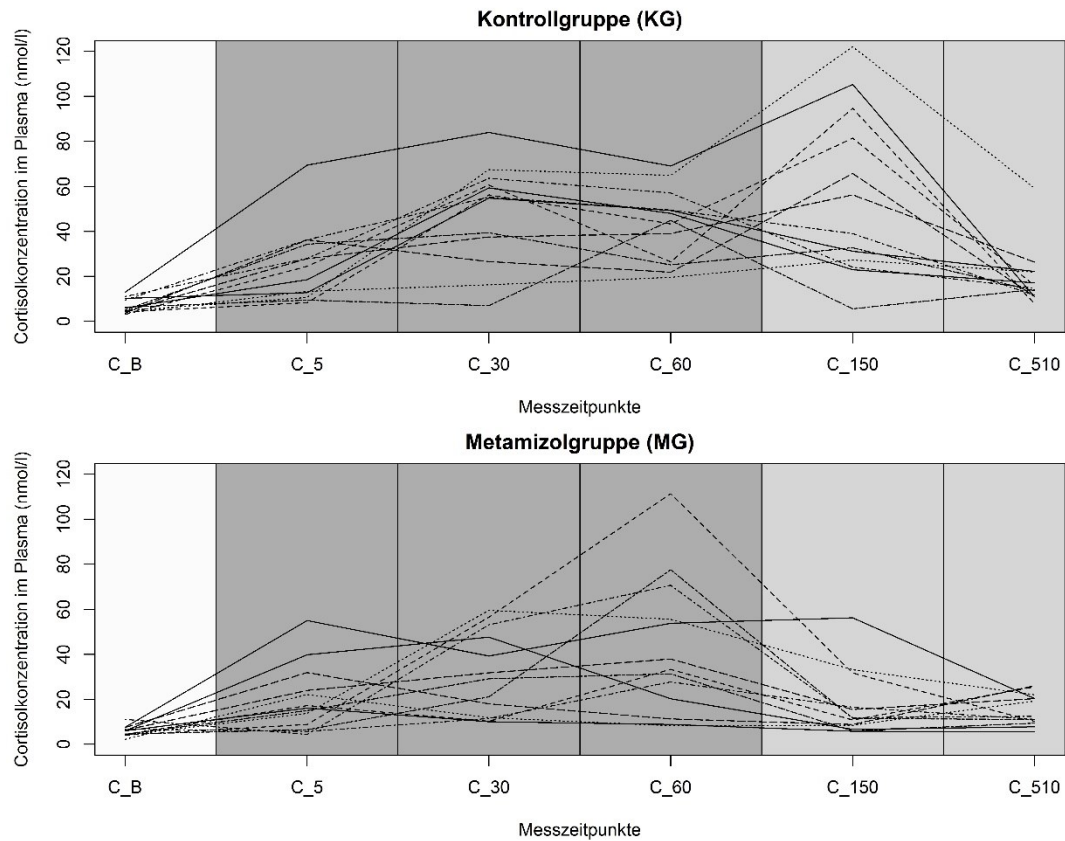 Kontrollgruppe (KG)
Cortisolkonzentration im Plasma (nmol/l)
120
100
80
60
40
20
0
C_B C_5 C_30 C_60 C_150 C_510
Messzeitpunkte
Metamizolgruppe (MG)
Cortisolkonzentration im Plasma (nmol/l)
120
100
80
60
40
20
0
C_B C_5 C_30 C_60 C_150 C_510
Messzeitpunkte